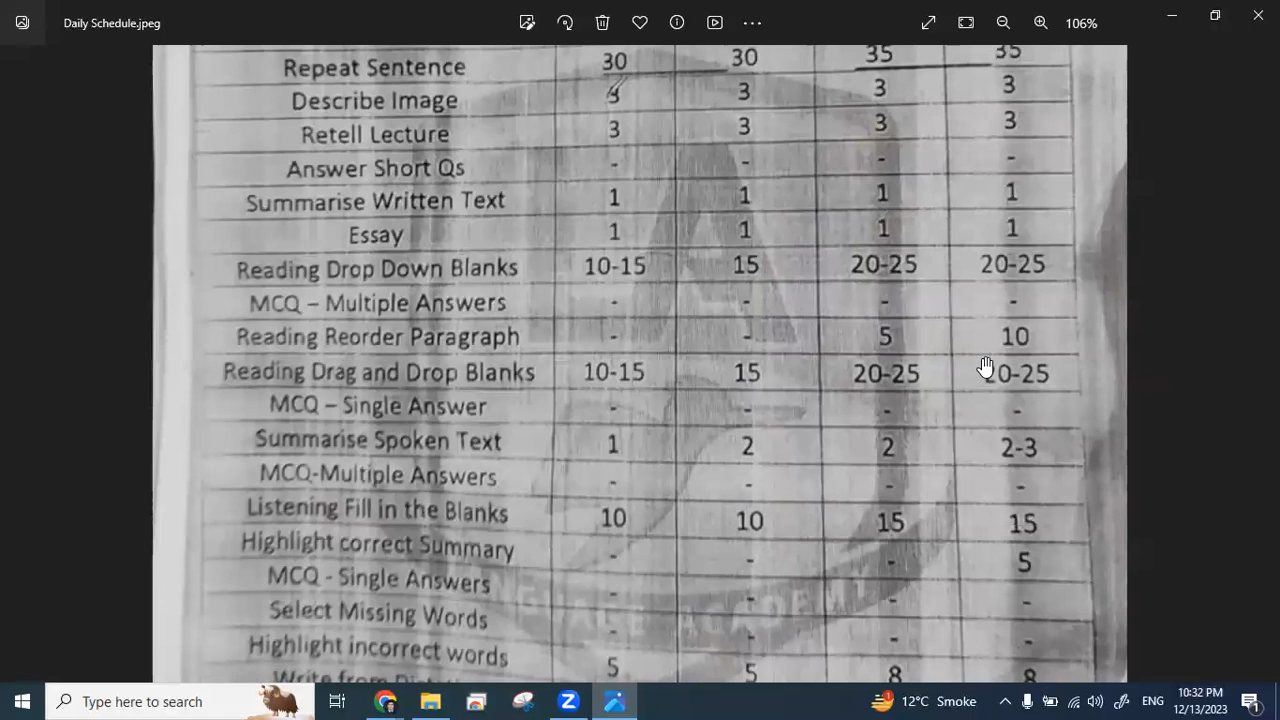 Daily Schedule.jpeg
106%
Repeat Sentence 30 30 35 35
Describe Image 3 3 3 3
Retell Lecture 3 3 3 3
Answer Short Qs - - - -
Summarise Written Text 1 1 1 1
Essay 1 1 1 1
Reading Drop Down Blanks 10-15 15 20-25 20-25
MCQ – Multiple Answers - - - -
Reading Reorder Paragraph - - 5 10
Reading Drag and Drop Blanks 10-15 15 20-25 20-25
MCQ – Single Answer - - - -
Summarise Spoken Text 1 2 2 2-3
MCQ-Multiple Answers - - - -
Listening Fill in the Blanks 10 10 15 15
Highlight correct Summary - - - 5
MCQ - Single Answers - - - -
Select Missing Words - - - -
Highlight incorrect words 5 5 8 8
Write from
Type here to search
12°C Smoke
ENG
10:32 PM
12/13/2023
1
1